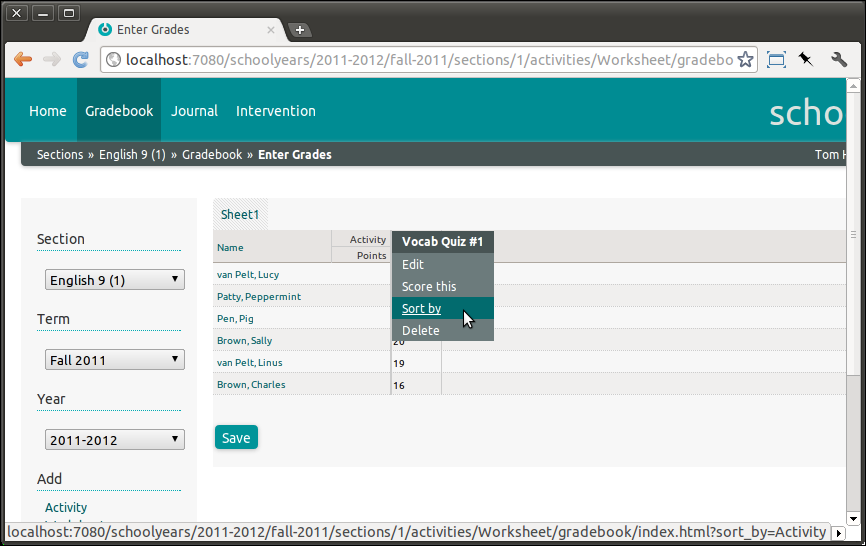 Enter Grades
localhost:7080/schoolyears/2011-2012/fall-2011/sections/1/activities/Worksheet/gradebo
Home Gradebook Journal Intervention scho
Sections » English 9 (1) » Gradebook » Enter Grades Tom H
Section
English 9 (1)
Term
Fall 2011
Year
2011-2012
Add
Activity
Sheet1
Name Activity Vocab Quiz #1
Points
Edit
van Pelt, Lucy
Score this
Patty, Peppermint
Sort by
Pen, Pig
Delete
Brown, Sally 20
van Pelt, Linus 19
Brown, Charles 16
Save
localhost:7080/schoolyears/2011-2012/fall-2011/sections/1/activities/Worksheet/gradebook/index.html?sort_by=Activity